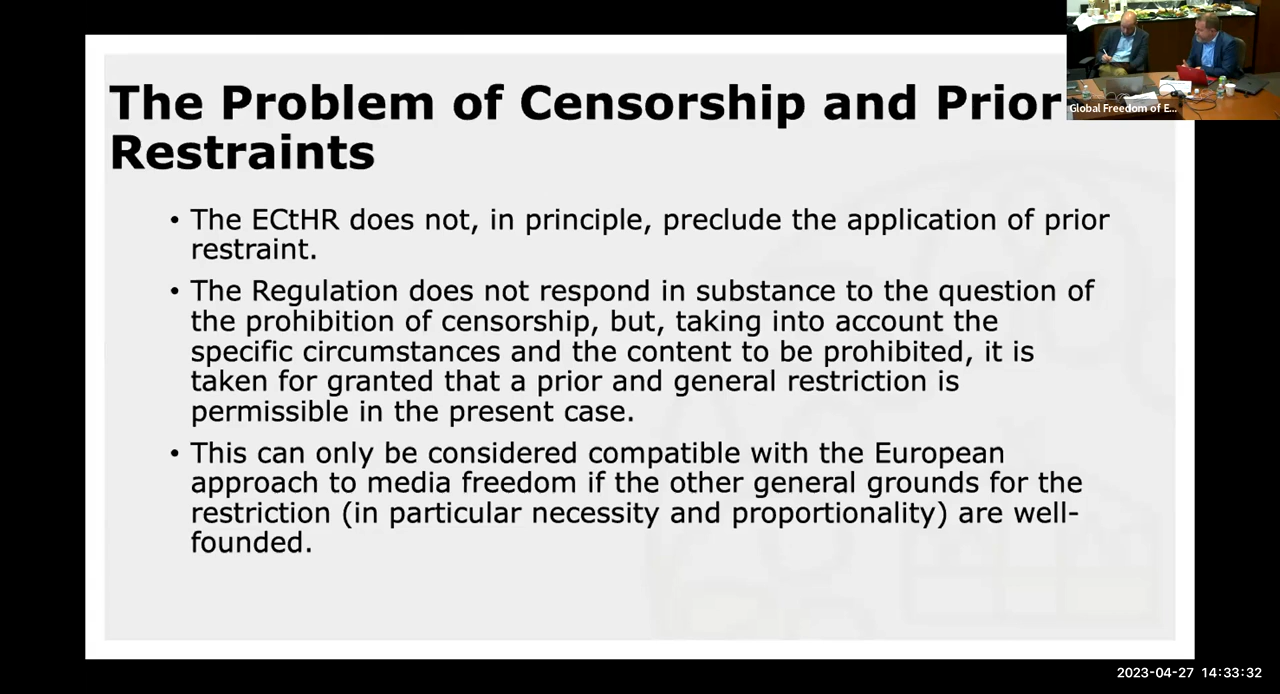 The Problem of Censorship and Prior
Restraints
Global Freedom of E...
• The ECtHR does not, in principle, preclude the application of prior
restraint.
• The Regulation does not respond in substance to the question of
the prohibition of censorship, but, taking into account the
specific circumstances and the content to be prohibited, it is
taken for granted that a prior and general restriction is
permissible in the present case.
• This can only be considered compatible with the European
approach to media freedom if the other general grounds for the
restriction (in particular necessity and proportionality) are well-
founded.
2023-04-27 14:33:32